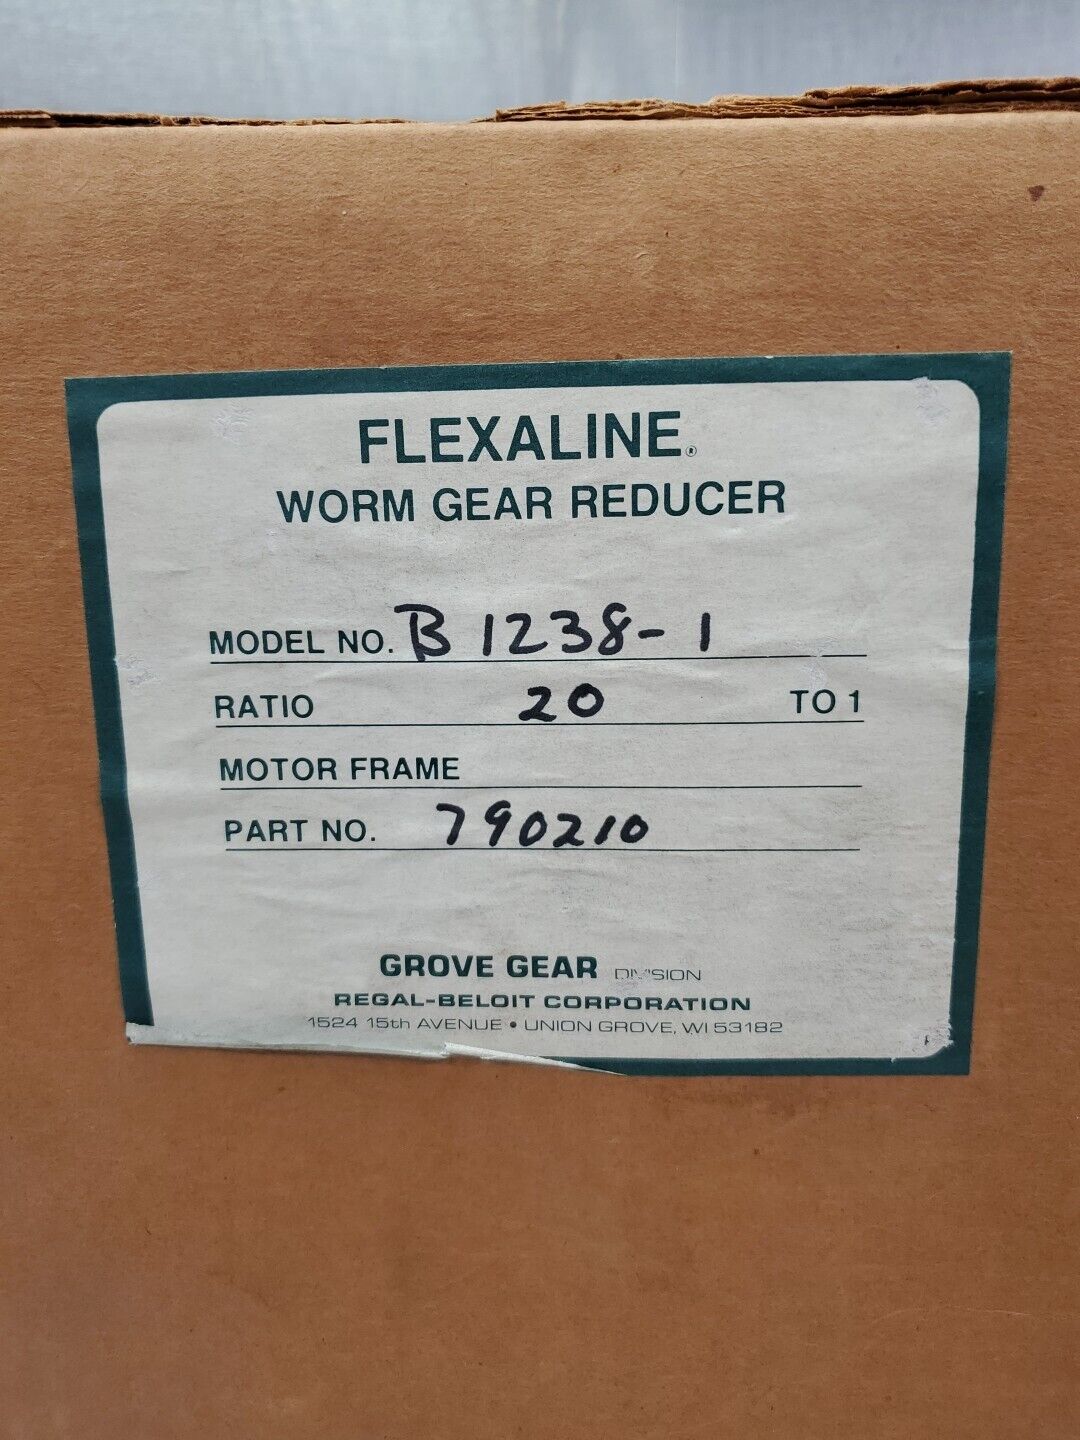 FLEXALINE®
WORM GEAR REDUCER
MODEL NO. B 1238-1
RATIO 20 TO 1
MOTOR FRAME
PART NO. 790210
GROVE GEAR DIVISION
REGAL-BELOIT CORPORATION
1524 15th AVENUE • UNION GROVE, WI 53182